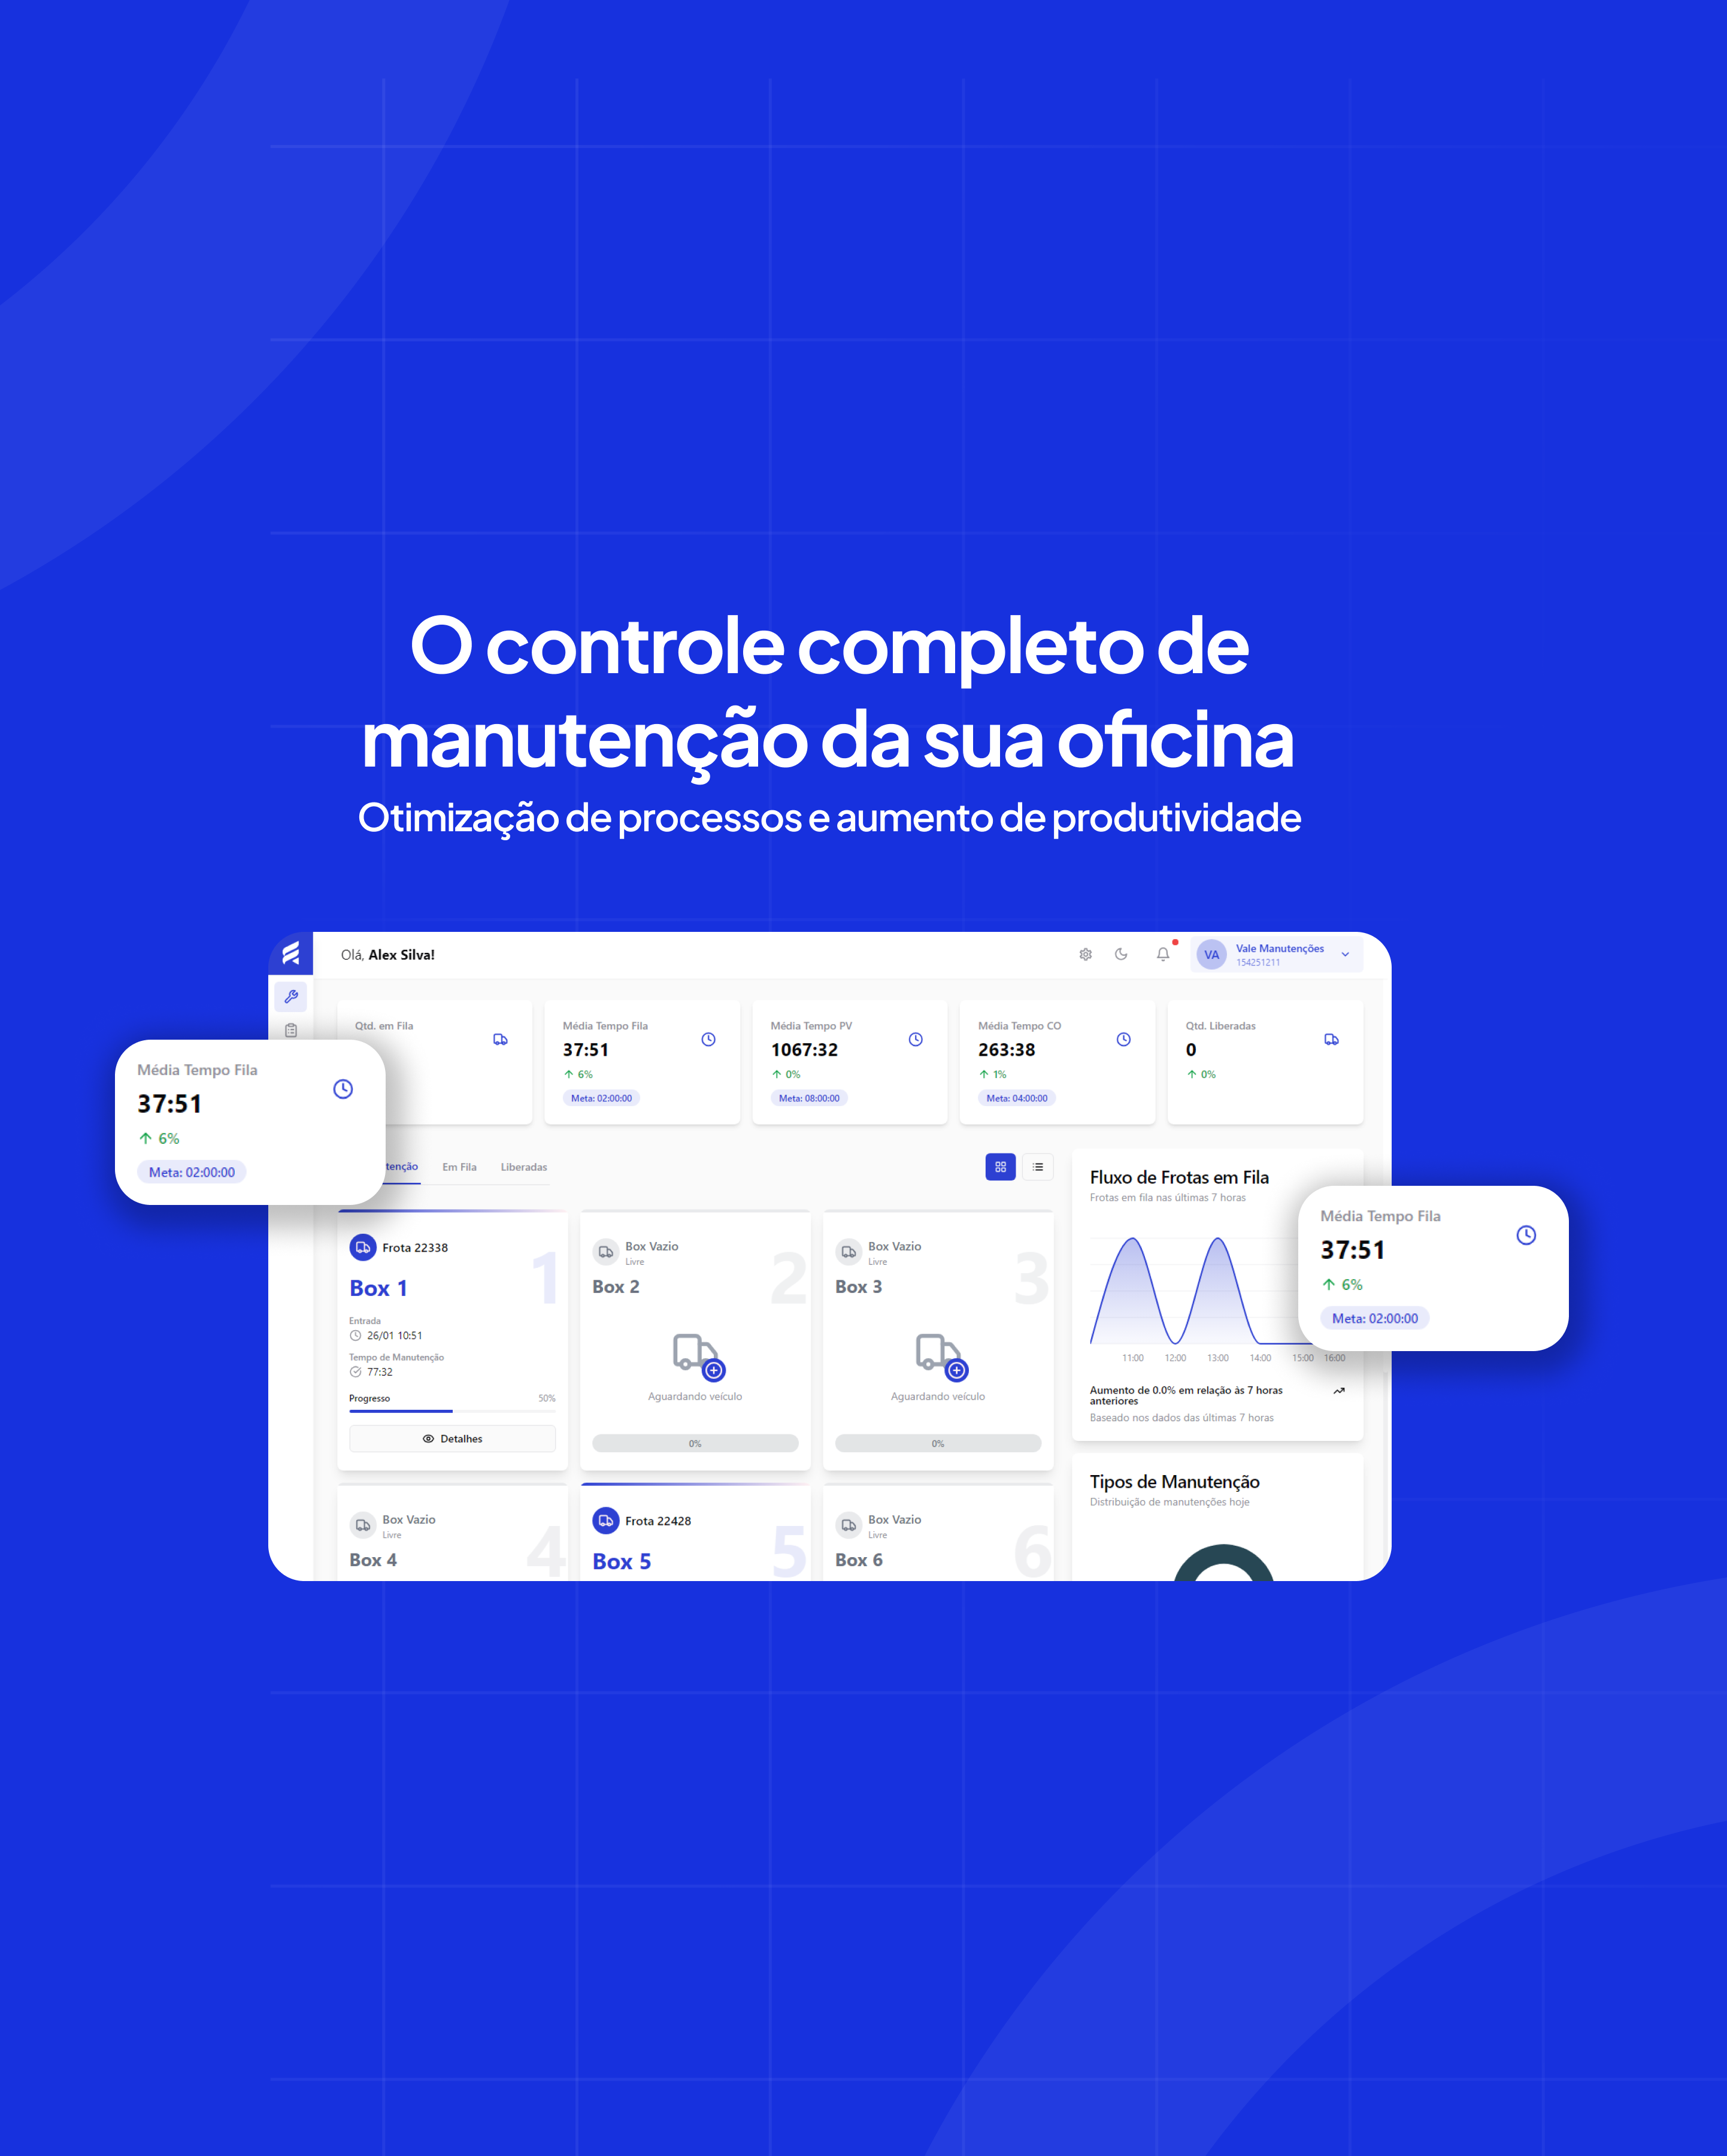 O controle completo de
manutenção da sua oficina
Otimização de processos e aumento de produtividade
Olá, Alex Silva!
VA
Vale Manutenções
154251211
Qtd. em Fila
Média Tempo Fila
37:51
6%
Meta: 02:00:00
Média Tempo PV
1067:32
0%
Meta: 08:00:00
Média Tempo CO
263:38
1%
Meta: 04:00:00
Qtd. Liberadas
0
0%
Média Tempo Fila
37:51
6%
Meta: 02:00:00
tenção
Em Fila
Liberadas
Frota 22338
1
Box 1
Entrada
26/01 10:51
Tempo de Manutenção
77:32
Progresso
50%
Detalhes
Box Vazio
Livre
2
Box 2
Aguardando veículo
0%
Box Vazio
Livre
3
Box 3
Aguardando veículo
0%
Box Vazio
Livre
4
Box 4
Frota 22428
5
Box 5
Box Vazio
Livre
6
Box 6
Fluxo de Frotas em Fila
Frotas em fila nas últimas 7 horas
11:00 12:00 13:00 14:00 15:00 16:00
Aumento de 0.0% em relação às 7 horas
anteriores
Baseado nos dados das últimas 7 horas
Média Tempo Fila
37:51
6%
Meta: 02:00:00
Tipos de Manutenção
Distribuição de manutenções hoje